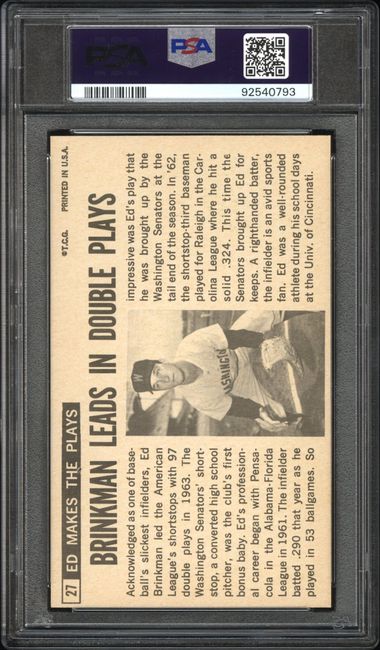 PSA
PSA
92540793
27 ED MAKES THE PLAYS
©T.C.G. PRINTED IN U.S.A.
BRINKMAN LEADS IN DOUBLE PLAYS
Acknowledged as one of base-
ball's slickest infielders, Ed
Brinkman led the American
League's shortstops with 97
double plays in 1963. The
Washington Senators' short-
stop, a converted high school
pitcher, was the club's first
bonus baby. Ed's profession-
al career began with Pensa-
cola in the Alabama-Florida
League in 1961. The infielder
batted .290 that year as he
played in 53 ballgames. So
W
WASHINGTON
impressive was Ed's play that
he was brought up by the
Washington Senators at the
tail end of the season. In '62,
the shortstop-third baseman
played for Raleigh in the Car-
olina League where he hit a
solid .324. This time the
Senators brought up Ed for
keeps. A righthanded batter,
the infielder is an avid sports
fan. Ed was a well-rounded
athlete during his school days
at the Univ. of Cincinnati.